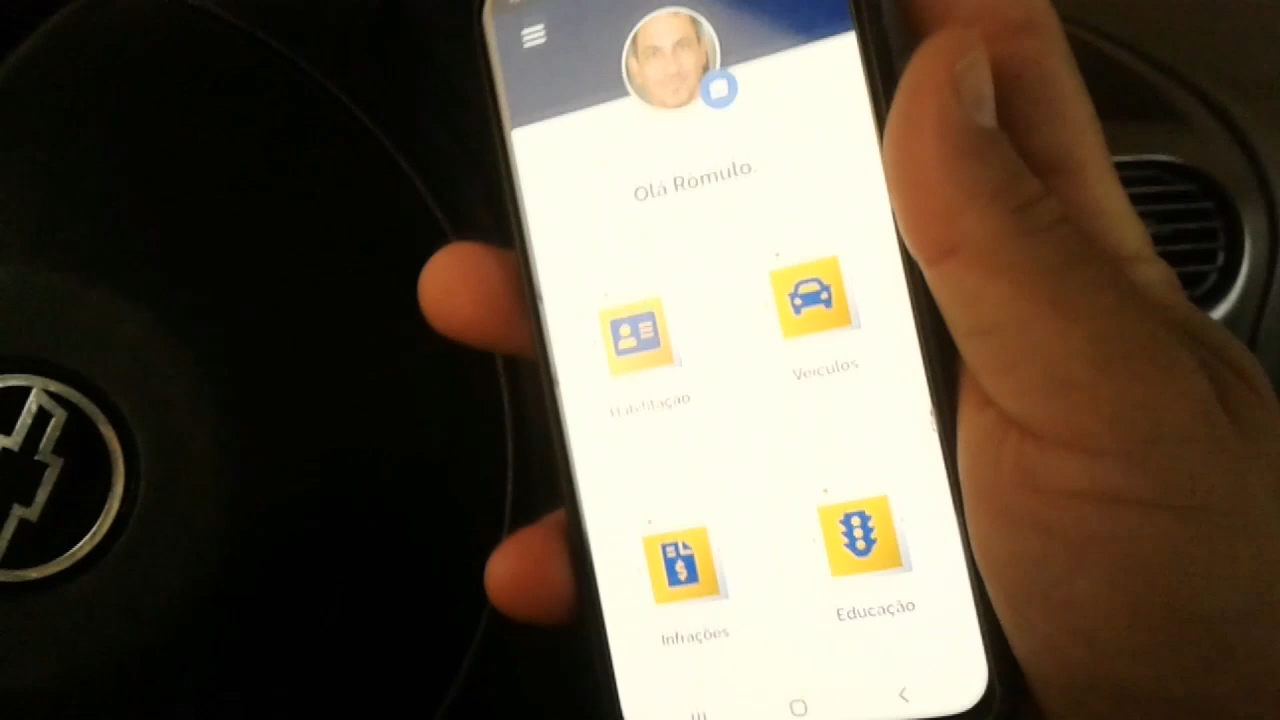 Olá Romulo.
Habilitação
Veículos
Infrações
Educação